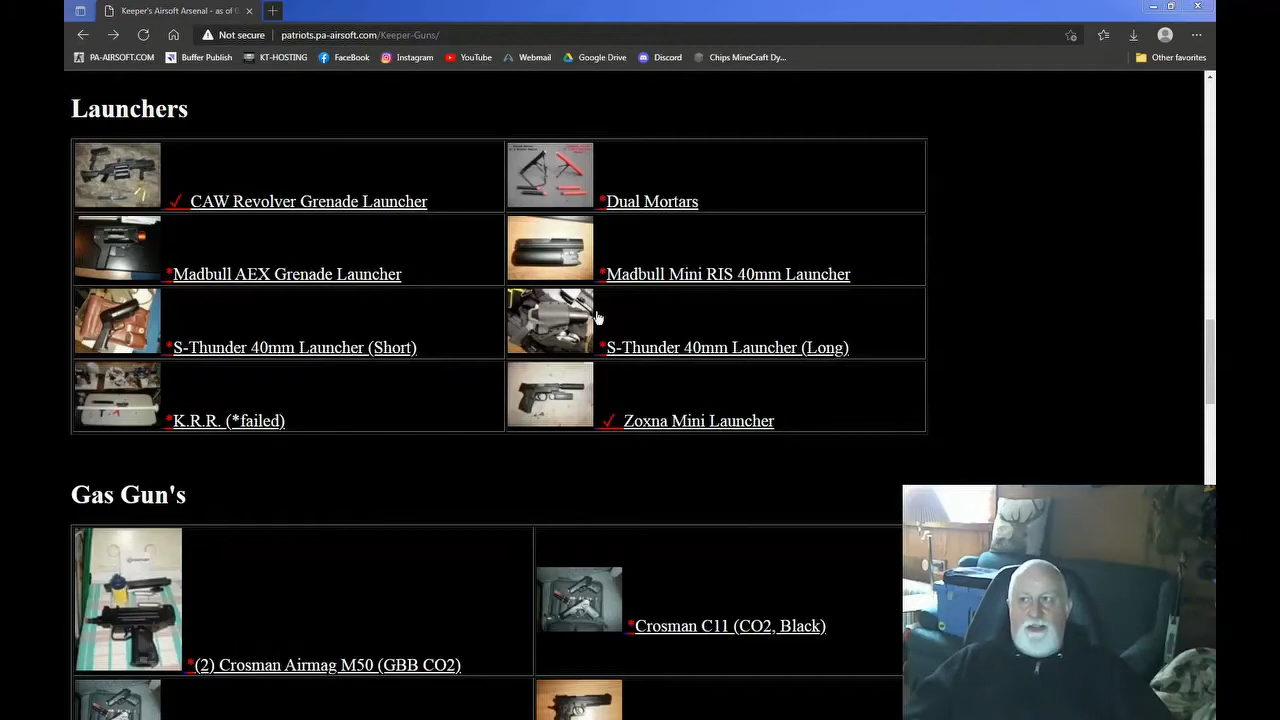 Keeper's Airsoft Arsenal - as of 0
Not secure patriots.pa-airsoft.com/Keeper-Guns/
PA-AIRSOFT.COM Buffer Publish KT-HOSTING FaceBook Instagram YouTube Webmail Google Drive Discord Chips MineCraft Dy... Other favorites
Launchers
✓ CAW Revolver Grenade Launcher
*Dual Mortars
*Madbull AEX Grenade Launcher
*Madbull Mini RIS 40mm Launcher
*S-Thunder 40mm Launcher (Short)
*S-Thunder 40mm Launcher (Long)
*K.R.R. (*failed)
✓ Zoxna Mini Launcher
Gas Gun's
*(2) Crosman Airmag M50 (GBB CO2)
*Crosman C11 (CO2, Black)